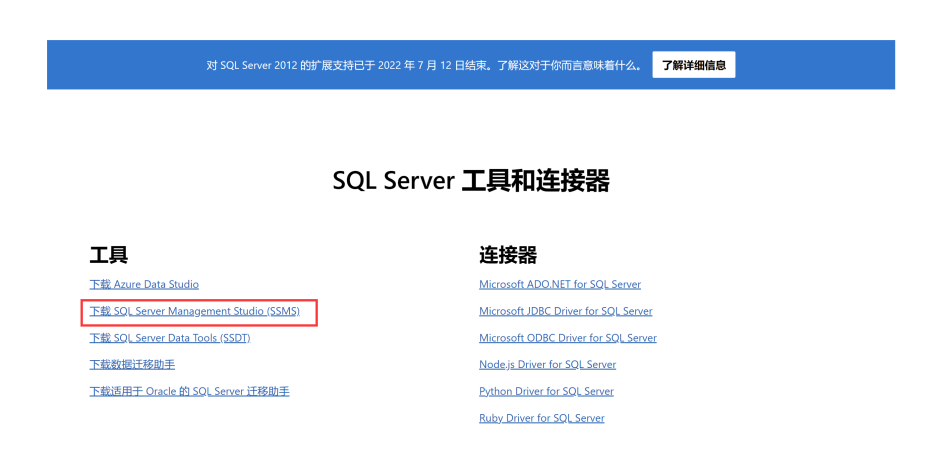 对 SQL Server 2012 的扩展支持已于 2022 年 7 月 12 日结束。了解这对于你而言意味着什么。 了解详细信息
SQL Server 工具和连接器
工具
下载 Azure Data Studio
下载 SQL Server Management Studio (SSMS)
下载 SQL Server Data Tools (SSDT)
下载数据迁移助手
下载适用于 Oracle 的 SQL Server 迁移助手
连接器
Microsoft ADO.NET for SQL Server
Microsoft JDBC Driver for SQL Server
Microsoft ODBC Driver for SQL Server
Node.js Driver for SQL Server
Python Driver for SQL Server
Ruby Driver for SQL Server